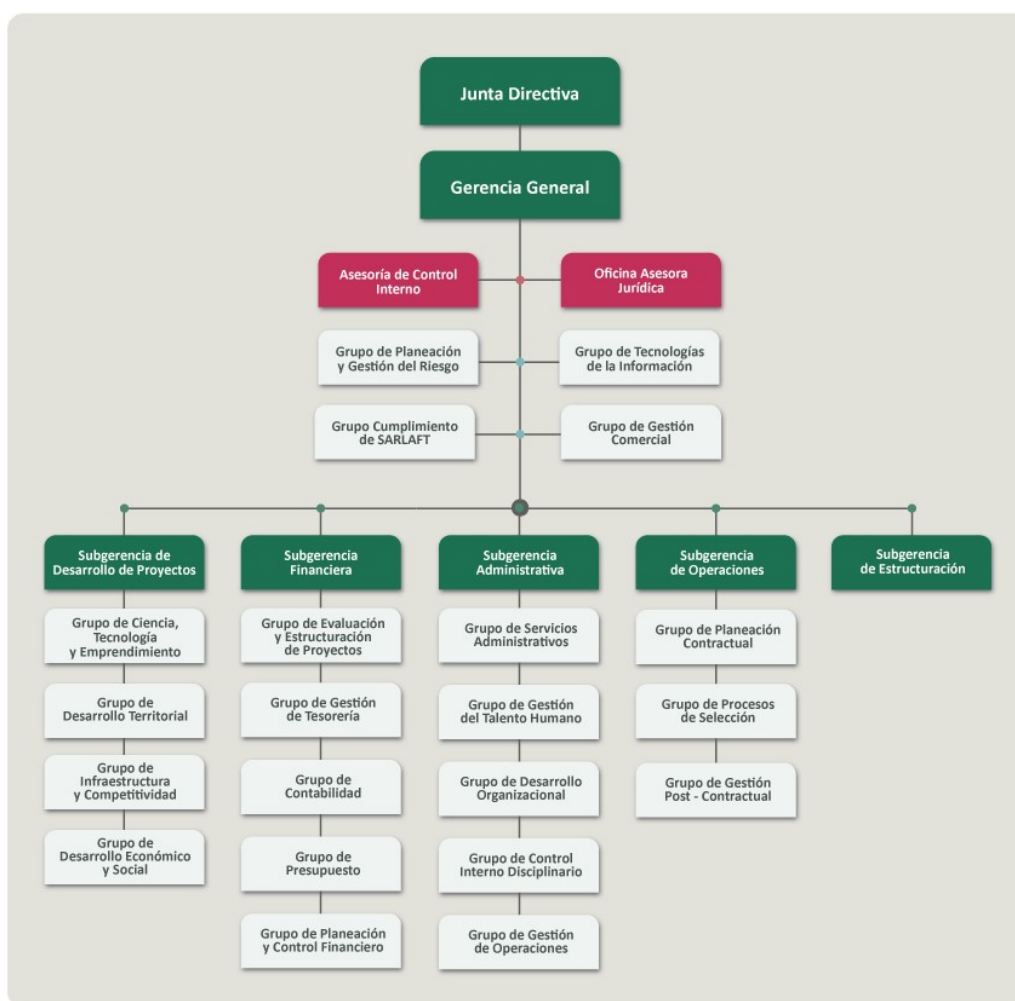 Junta Directiva
Gerencia General
Asesoría de Control
Interno
Oficina Asesora
Jurídica
Grupo de Planeación
y Gestión del Riesgo
Grupo de Tecnologías
de la Información
Grupo Cumplimiento
de SARLAFT
Grupo de Gestión
Comercial
Subgerencia de
Desarrollo de Proyectos
Grupo de Ciencia,
Tecnología
y Emprendimiento
Grupo de
Desarrollo Territorial
Grupo de
Infraestructura
y Competitividad
Grupo de
Desarrollo Económico
y Social
Subgerencia
Financiera
Grupo de Evaluación
y Estructuración
de Proyectos
Grupo de Gestión
de Tesorería
Grupo de
Contabilidad
Grupo de
Presupuesto
Grupo de Planeación
y Control Financiero
Subgerencia
Administrativa
Grupo de Servicios
Administrativos
Grupo de Gestión
del Talento Humano
Grupo de Desarrollo
Organizacional
Grupo de Control
Interno Disciplinario
Grupo de Gestión
de Operaciones
Subgerencia
de Operaciones
Grupo de Planeación
Contractual
Grupo de Procesos
de Selección
Grupo de Gestión
Post - Contractual
Subgerencia
de Estructuración